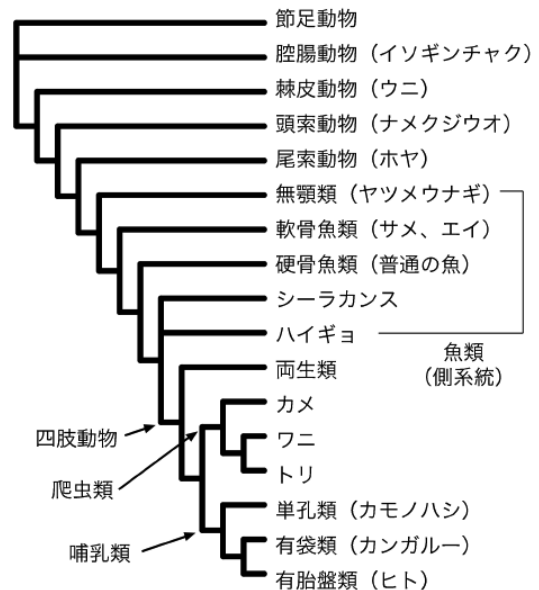 節足動物
腔腸動物（イソギンチャク）
棘皮動物（ウニ）
頭索動物（ナメクジウオ）
尾索動物（ホヤ）
無顎類（ヤツメウナギ）
軟骨魚類（サメ、エイ）
硬骨魚類（普通の魚）
シーラカンス
ハイギョ
魚類
（側系統）
両生類
カメ
四肢動物
ワニ
トリ
爬虫類
単孔類（カモノハシ）
有袋類（カンガルー）
哺乳類
有胎盤類（ヒト）